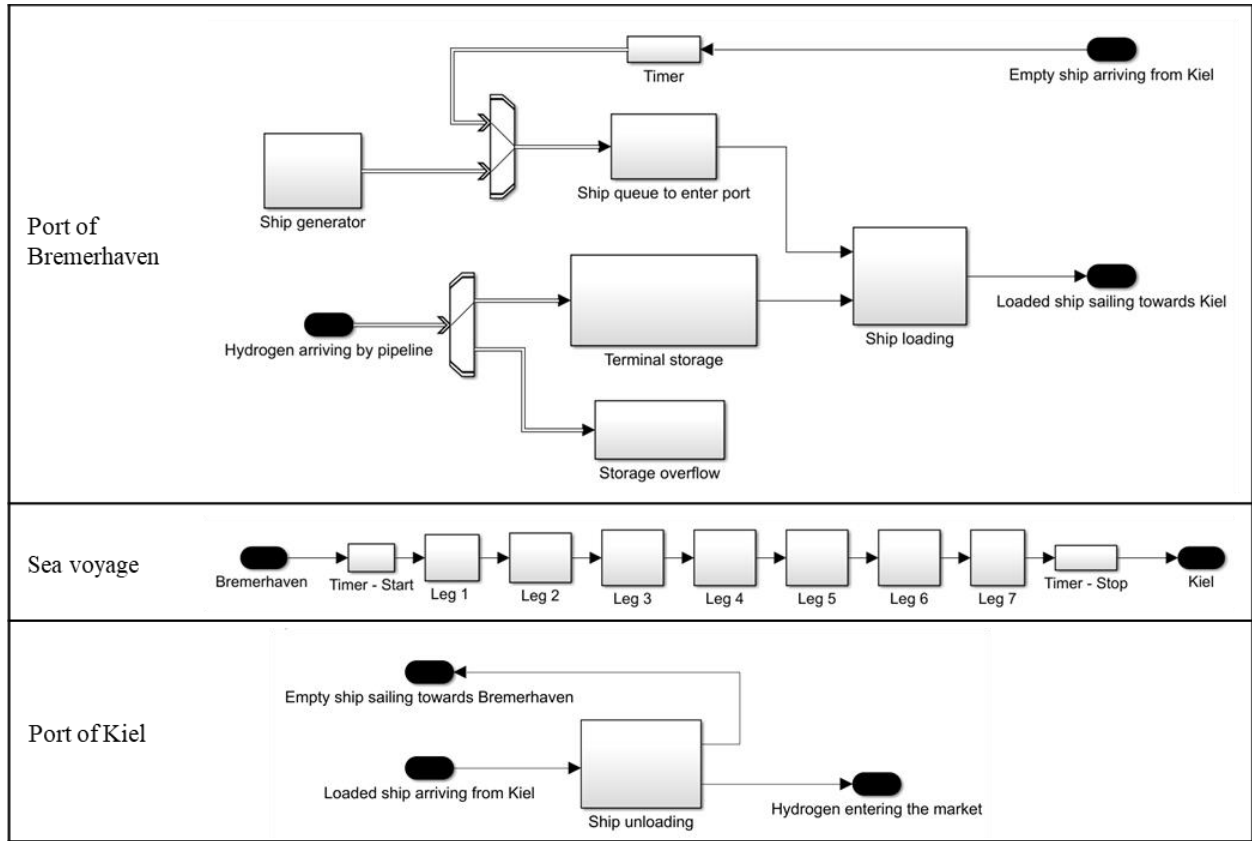 Timer
Empty ship arriving from Kiel
Ship generator
Ship queue to enter port
Port of
Bremerhaven
Hydrogen arriving by pipeline
Terminal storage
Ship loading
Loaded ship sailing towards Kiel
Storage overflow
Sea voyage
Bremerhaven
Timer - Start
Leg 1
Leg 2
Leg 3
Leg 4
Leg 5
Leg 6
Leg 7
Timer - Stop
Kiel
Empty ship sailing towards Bremerhaven
Port of Kiel
Loaded ship arriving from Kiel
Ship unloading
Hydrogen entering the market